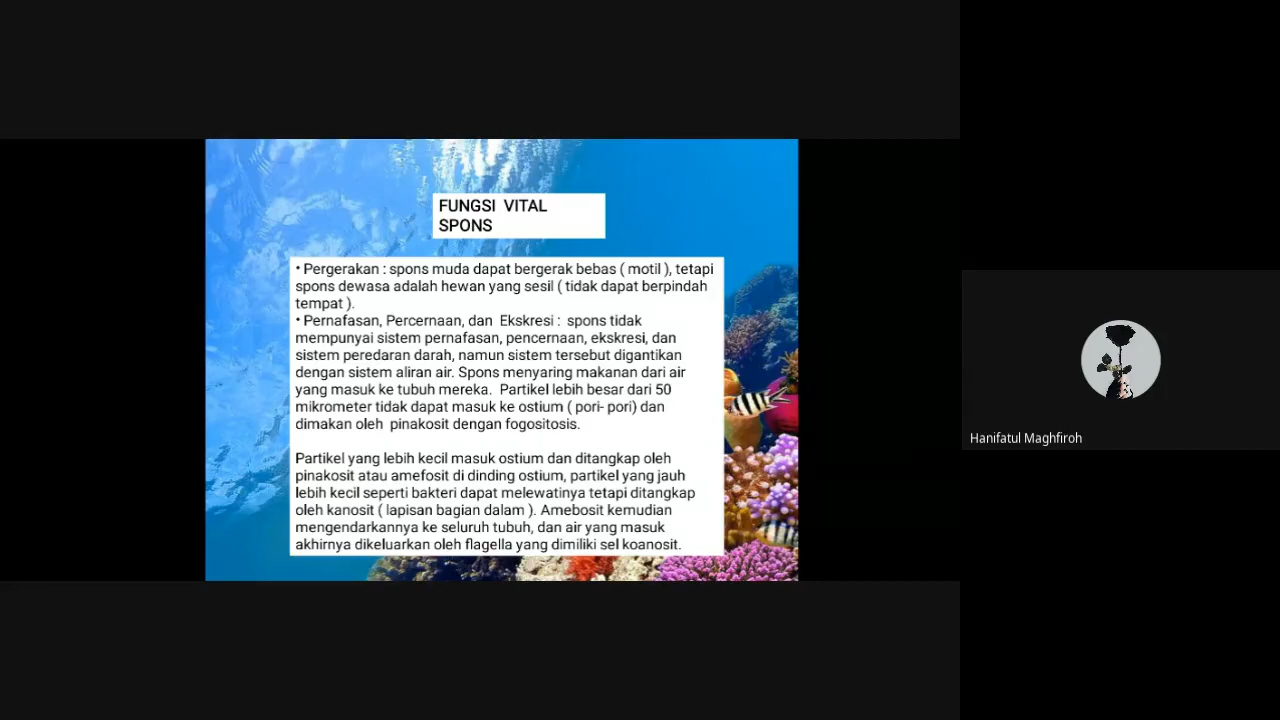 FUNGSI VITAL
SPONS
• Pergerakan : spons muda dapat bergerak bebas ( motil ), tetapi
spons dewasa adalah hewan yang sesil ( tidak dapat berpindah
tempat ).
• Pernafasan, Percernaan, dan Ekskresi : spons tidak
mempunyai sistem pernafasan, pencernaan, ekskresi, dan
sistem peredaran darah, namun sistem tersebut digantikan
dengan sistem aliran air. Spons menyaring makanan dari air
yang masuk ke tubuh mereka. Partikel lebih besar dari 50
mikrometer tidak dapat masuk ke ostium ( pori- pori) dan
dimakan oleh pinakosit dengan fogositosis.
Partikel yang lebih kecil masuk ostium dan ditangkap oleh
pinakosit atau amefosit di dinding ostium, partikel yang jauh
lebih kecil seperti bakteri dapat melewatinya tetapi ditangkap
oleh kanosit ( lapisan bagian dalam ). Amebosit kemudian
mengendarkannya ke seluruh tubuh, dan air yang masuk
akhirnya dikeluarkan oleh flagella yang dimiliki sel koanosit.
Hanifatul Maghfiroh